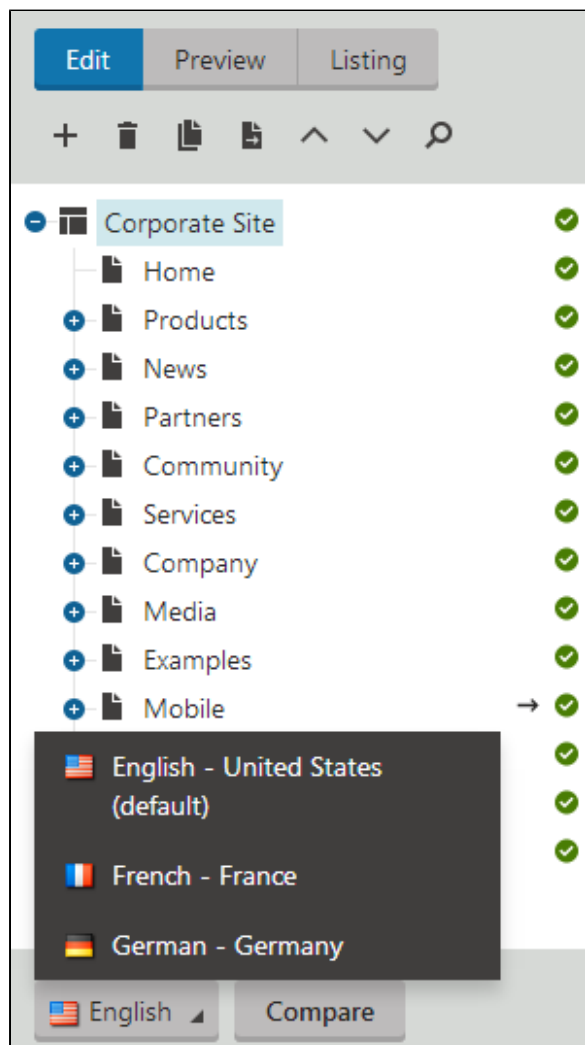 Edit Preview Listing
Corporate Site
Home
Products
News
Partners
Community
Services
Company
Media
Examples
Mobile
English - United States
(default)
French - France
German - Germany
English Compare